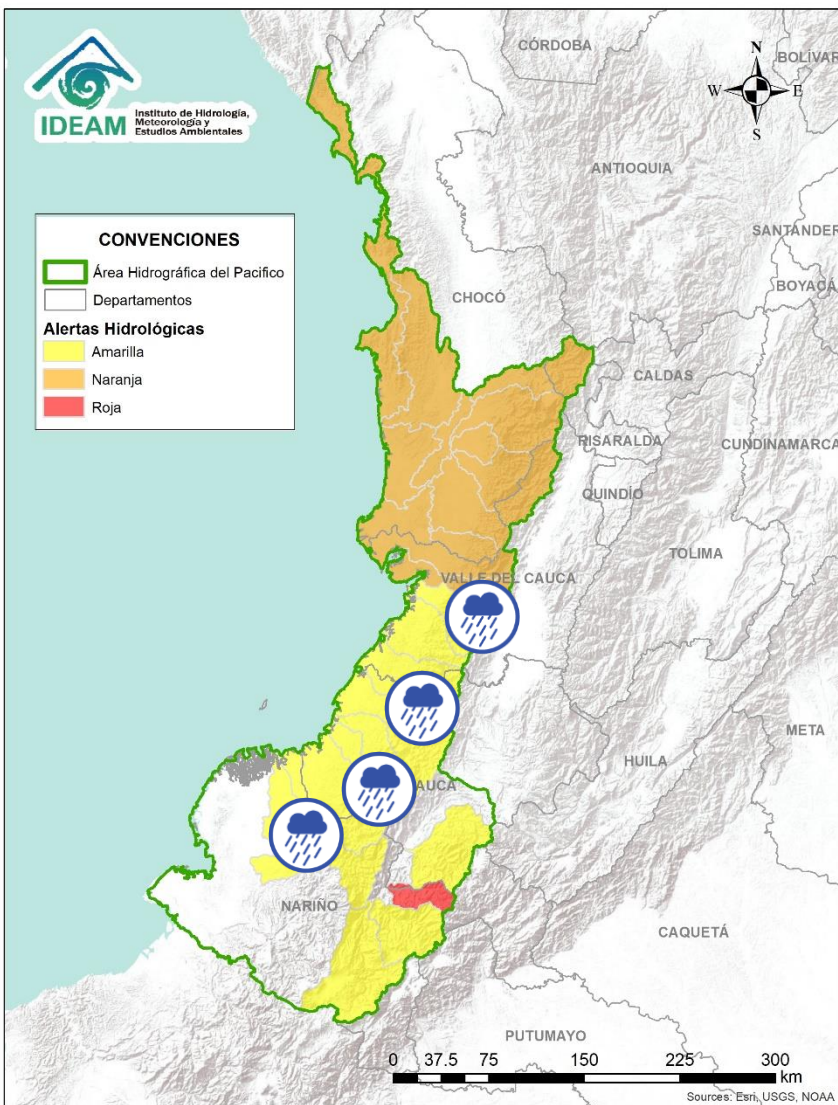 IDEAM
Instituto de Hidrología,
Meteorología y
Estudios Ambientales
CÓRDOBA
BOLÍVAR
N
W
E
S
ANTIOQUIA
SANTANDER
BOYACÁ
CONVENCIONES
Área Hidrográfica del Pacifico
Departamentos
Alertas Hidrológicas
Amarilla
Naranja
Roja
CHOCÓ
CALDAS
RISARALDA
CUNDINAMARCA
QUINDÍO
TOLIMA
VALLE DEL CAUCA
META
HUILA
AUCA
NARIÑO
CAQUETÁ
PUTUMAYO
0 37.5 75 150 225 300
km
Sources: Esri, USGS, NOAA